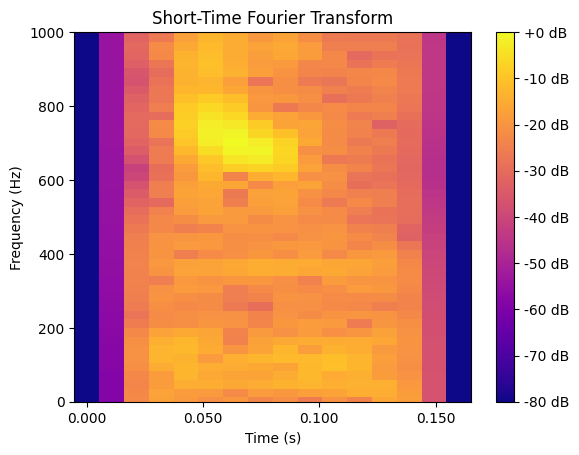 Short-Time Fourier Transform
1000
800
600
400
200
0
Frequency (Hz)
0.000
0.050
0.100
0.150
Time (s)
+0 dB
-10 dB
-20 dB
-30 dB
-40 dB
-50 dB
-60 dB
-70 dB
-80 dB